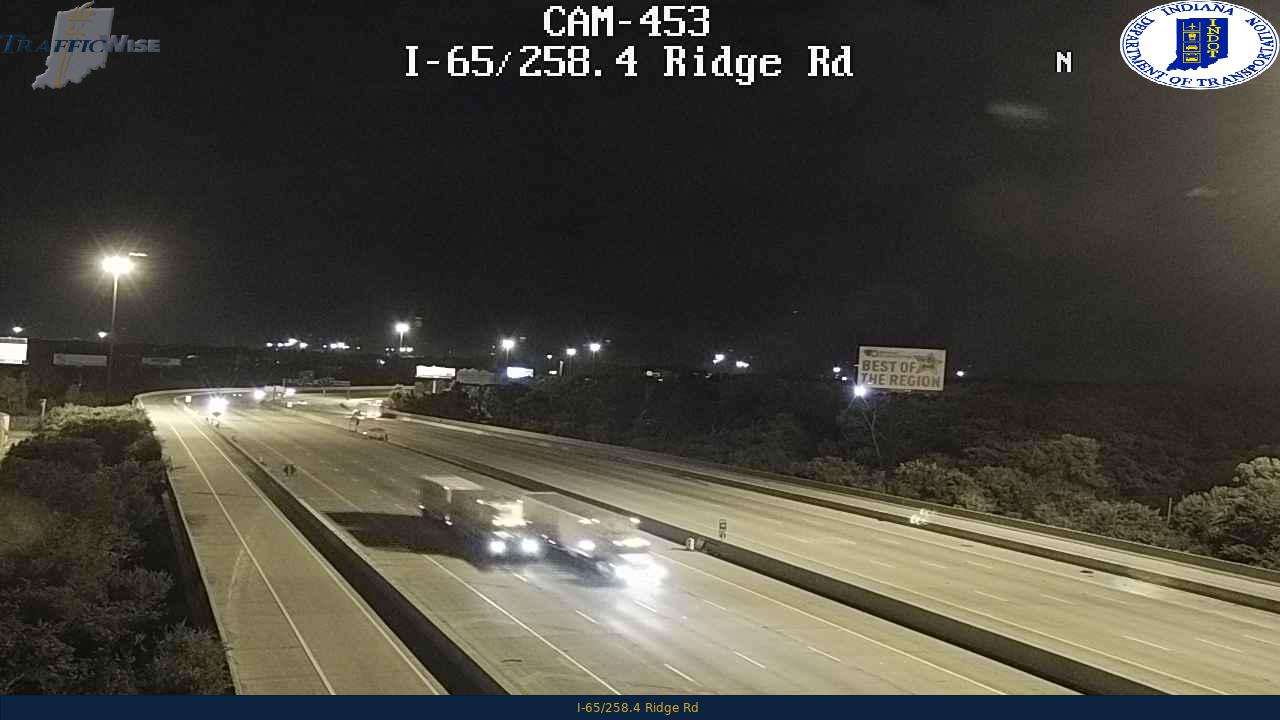 CAM-453
I-65/258.4 Ridge Rd
N
TRAFFICWISE
INDIANA
DEPARTMENT OF TRANSPORTATION
INDOT
BEST OF
THE REGION
I-65/258.4 Ridge Rd